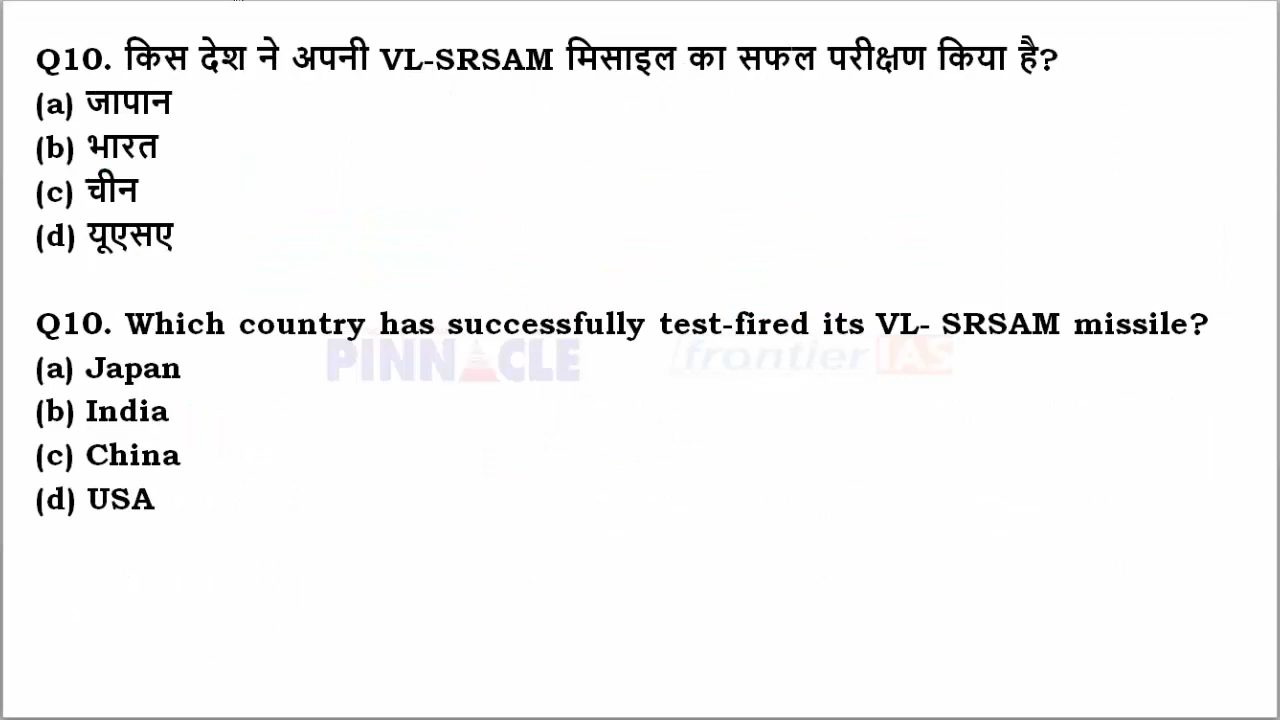 Q10. किस देश ने अपनी VL-SRSAM मिसाइल का सफल परीक्षण किया है?
(a) जापान
(b) भारत
(c) चीन
(d) यूएसए
Q10. Which country has successfully test-fired its VL- SRSAM missile?
PINNACLE frontier IAS
(a) Japan
(b) India
(c) China
(d) USA